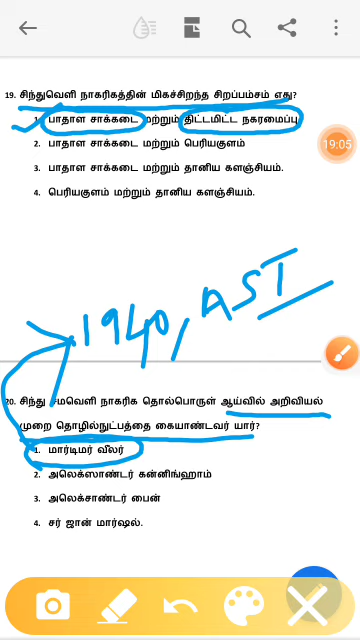 19. சிந்துவெளி நாகரிகத்தின் மிகச்சிறந்த சிறப்பம்சம் எது?
1. பாதாள சாக்கடை மற்றும் திட்டமிட்ட நகரமைப்பு
2. பாதாள சாக்கடை மற்றும் பெரியகுளம்
19:05
3. பாதாள சாக்கடை மற்றும் தானிய களஞ்சியம்.
4. பெரியகுளம் மற்றும் தானிய களஞ்சியம்.
1940, ASI
20. சிந்து சமவெளி நாகரிக தொல்பொருள் ஆய்வில் அறிவியல்
முறை தொழில்நுட்பத்தை கையாண்டவர் யார்?
1. மார்டிமர் வீலர்
2. அலெக்ஸாண்டர் கன்னிங்ஹாம்
3. அலெக்சாண்டர் பைன்
4. சர் ஜான் மார்ஷல்.